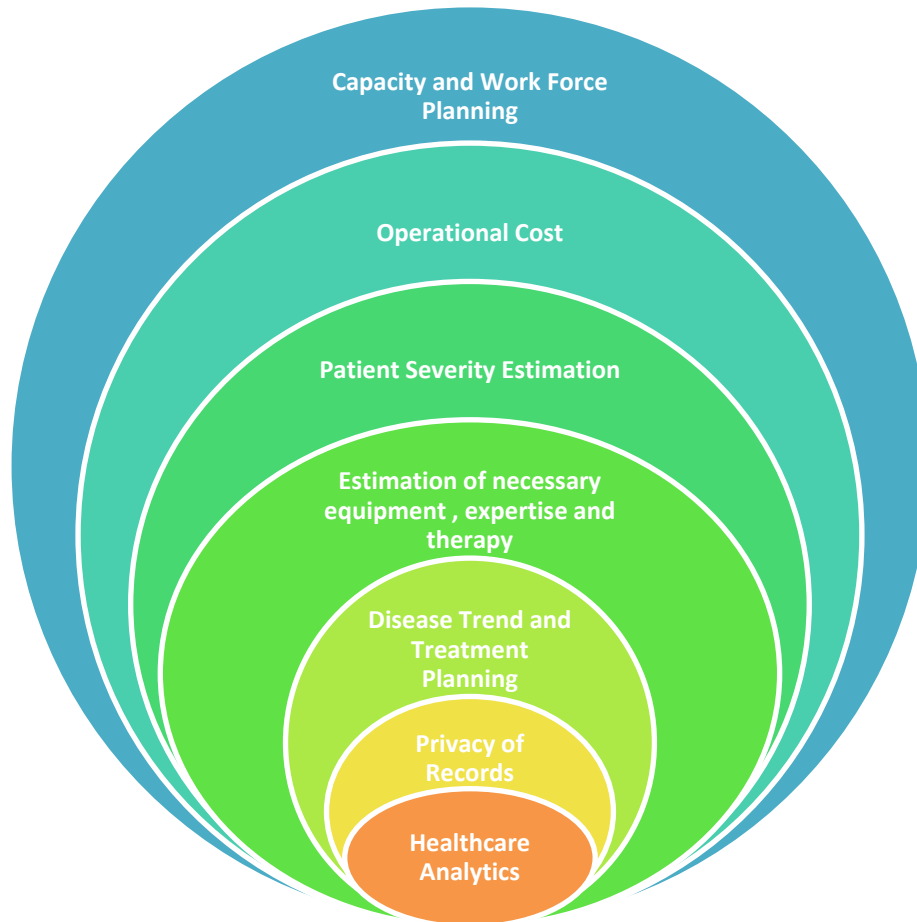 Capacity and Work Force
Planning
Operational Cost
Patient Severity Estimation
Estimation of necessary
equipment , expertise and
therapy
Disease Trend and
Treatment
Planning
Privacy of
Records
Healthcare
Analytics